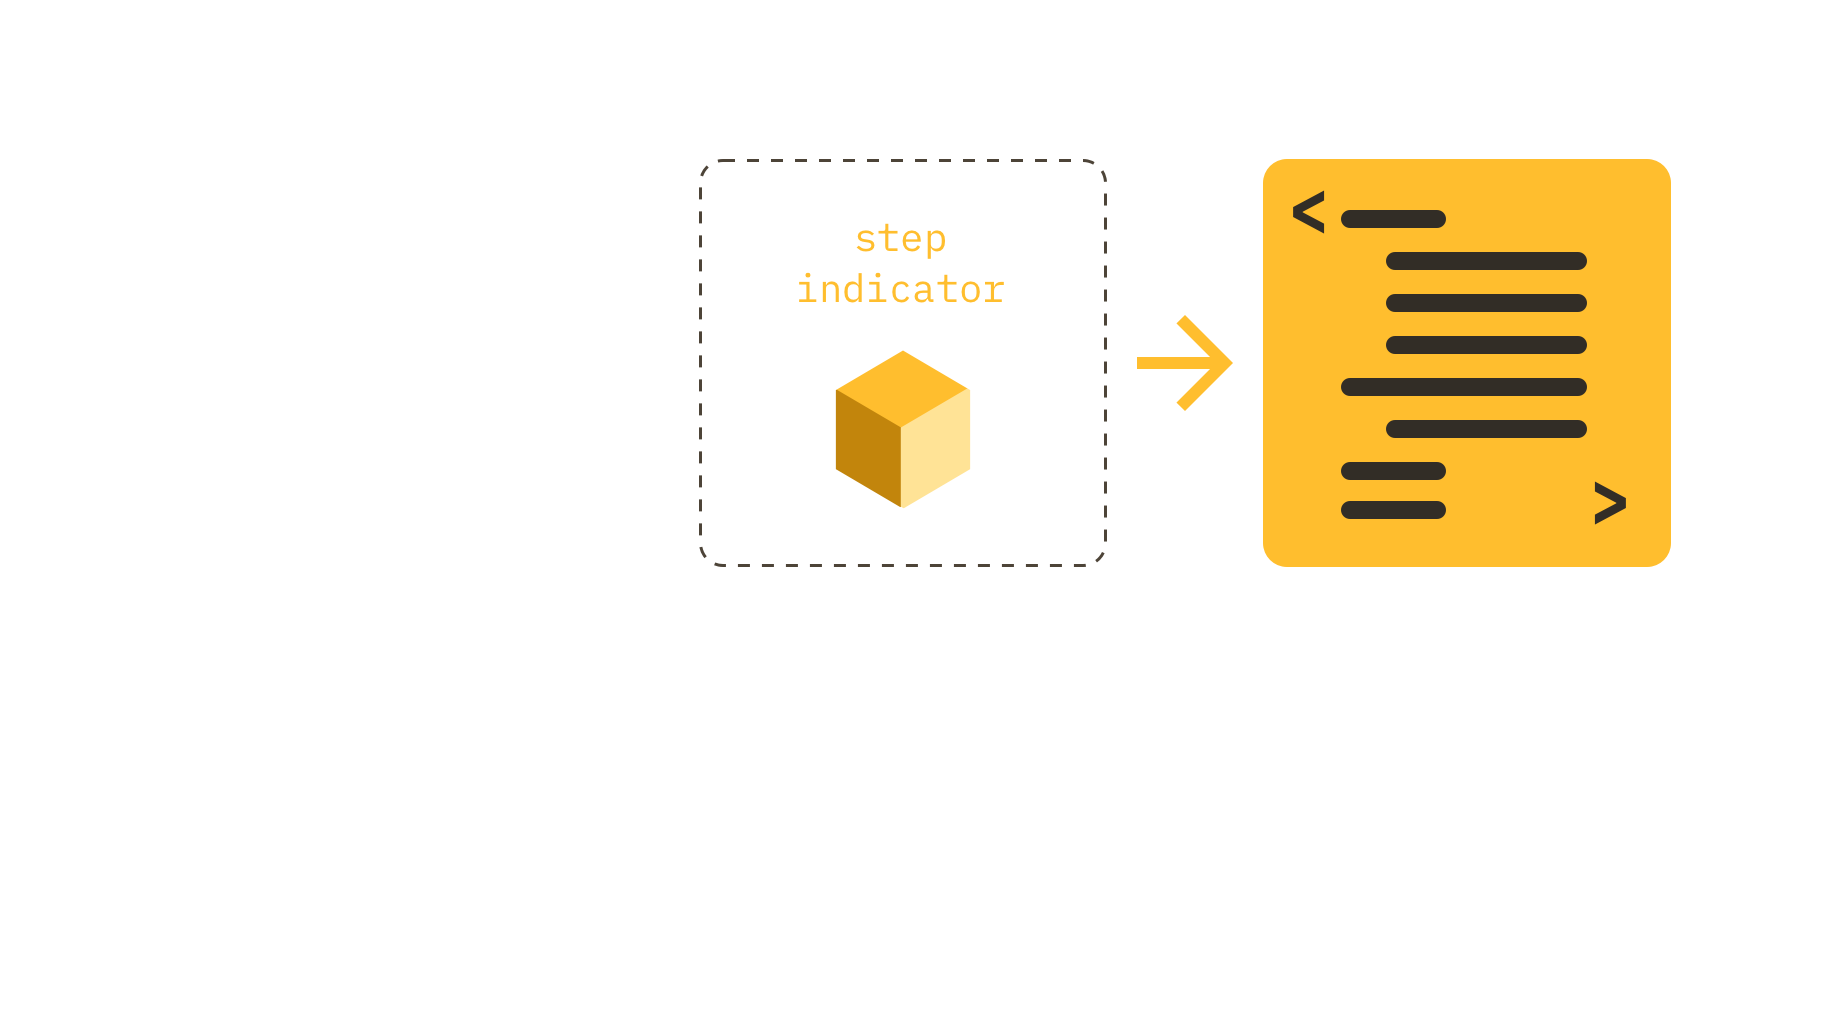 step
indicator
<
>